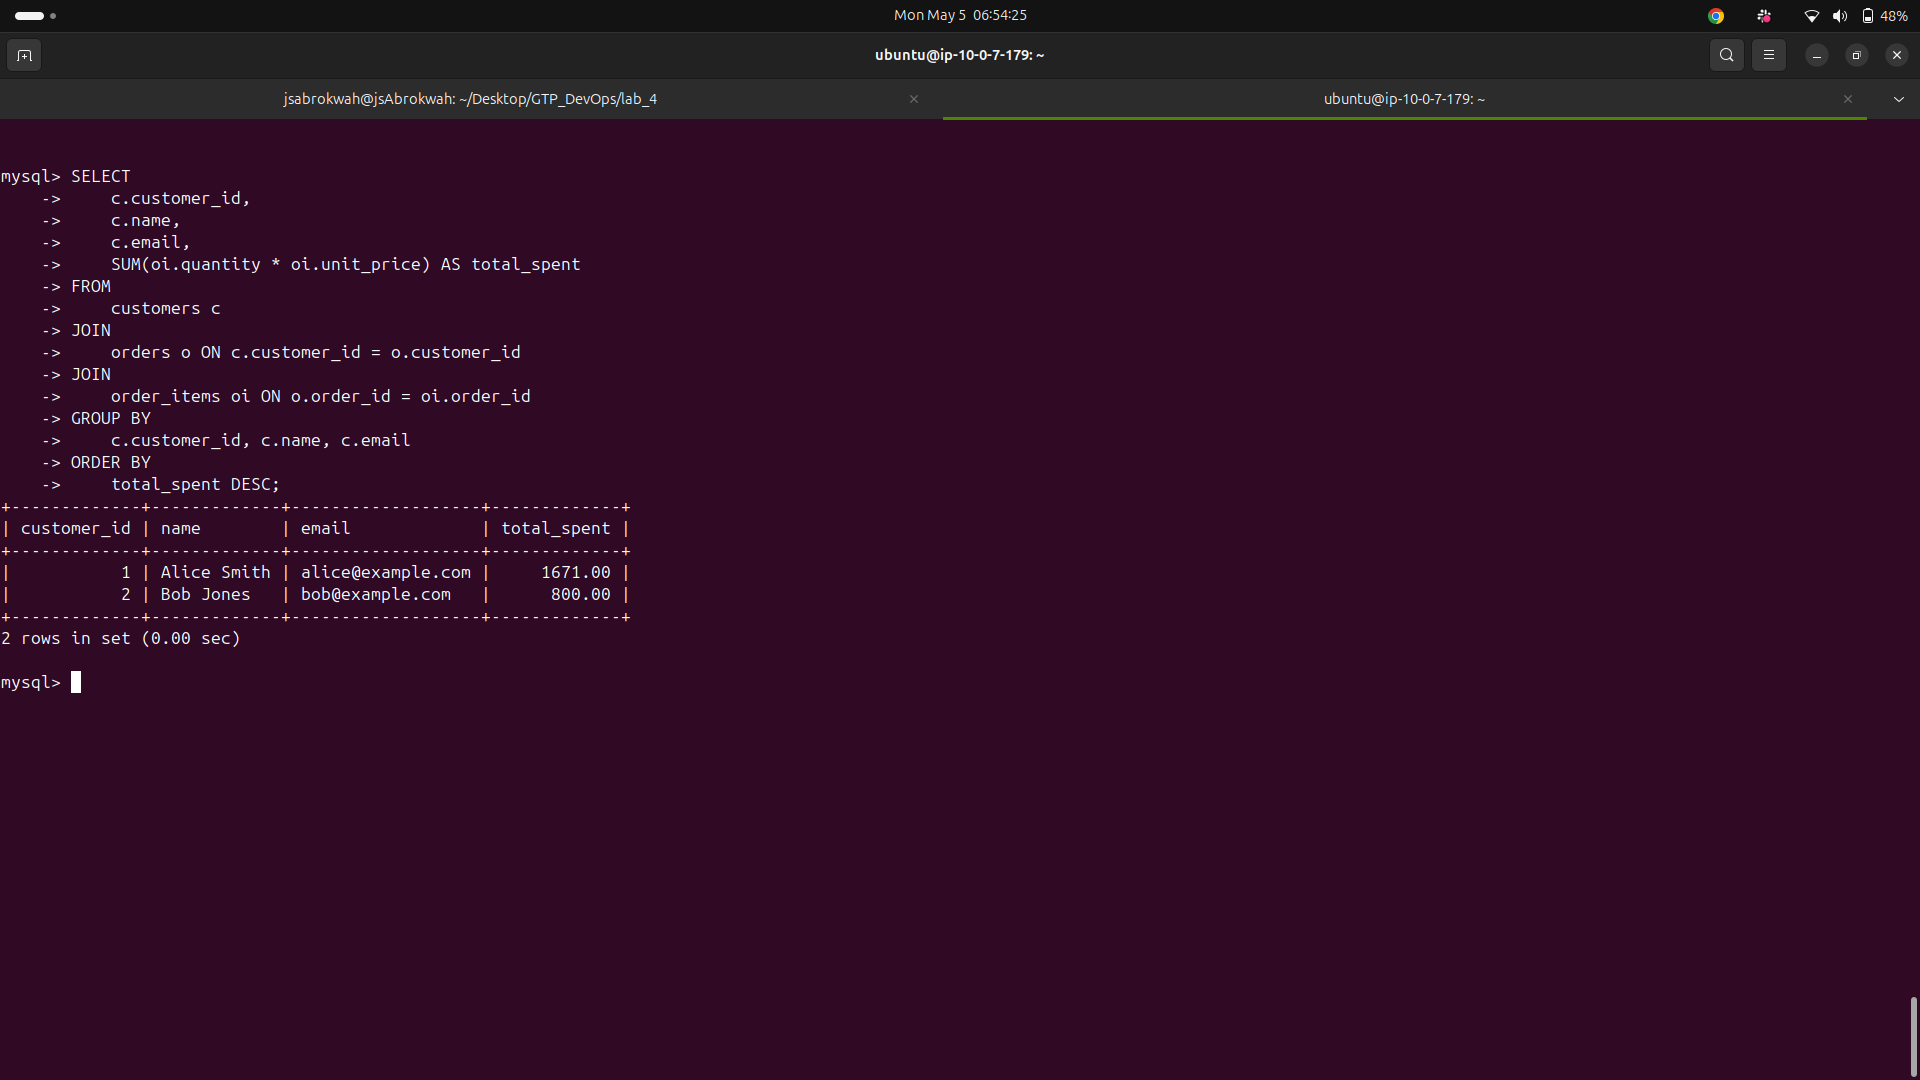 Mon May 5  06:54:25
48%
ubuntu@ip-10-0-7-179: ~
jsabrokwah@jsAbrokwah: ~/Desktop/GTP_DevOps/lab_4
ubuntu@ip-10-0-7-179: ~
mysql> SELECT
    ->     c.customer_id,
    ->     c.name,
    ->     c.email,
    ->     SUM(oi.quantity * oi.unit_price) AS total_spent
    -> FROM
    ->     customers c
    -> JOIN
    ->     orders o ON c.customer_id = o.customer_id
    -> JOIN
    ->     order_items oi ON o.order_id = oi.order_id
    -> GROUP BY
    ->     c.customer_id, c.name, c.email
    -> ORDER BY
    ->     total_spent DESC;
+-------------+-------------+-------------------+-------------+
| customer_id | name        | email             | total_spent |
+-------------+-------------+-------------------+-------------+
|           1 | Alice Smith | alice@example.com |     1671.00 |
|           2 | Bob Jones   | bob@example.com   |      800.00 |
+-------------+-------------+-------------------+-------------+
2 rows in set (0.00 sec)
mysql>